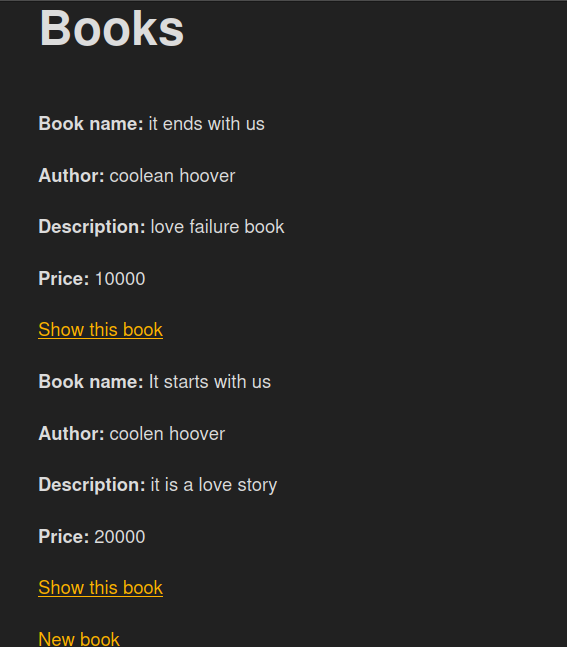 Books
Book name: it ends with us
Author: coolean hoover
Description: love failure book
Price: 10000
Show this book
Book name: It starts with us
Author: coolen hoover
Description: it is a love story
Price: 20000
Show this book
New book